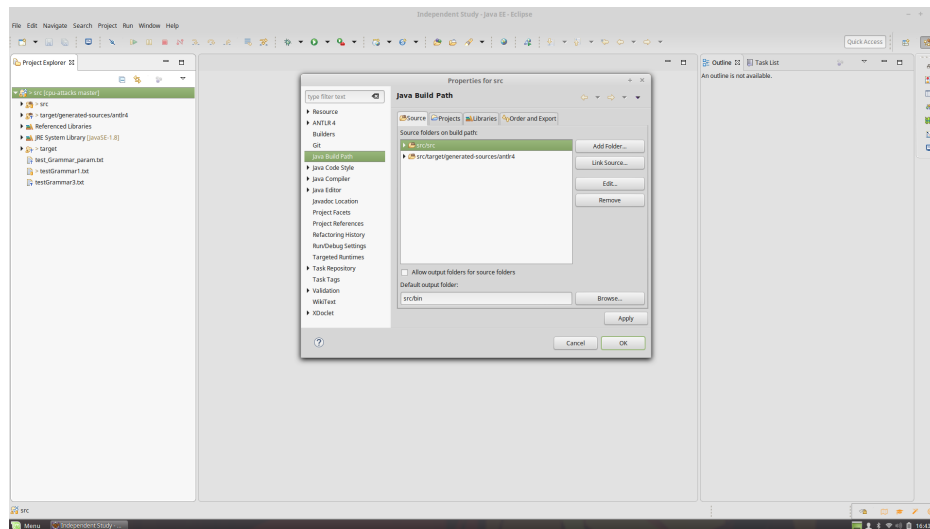 Independent Study - Java EE - Eclipse
File Edit Navigate Search Project Run Window Help
Quick Access
Project Explorer
> src [cpu-attacks master]
> src
> target/generated-sources/antlr4
Referenced Libraries
JRE System Library [JavaSE-1.8]
> target
test_Grammar_param.txt
> testGrammar1.txt
testGrammar3.txt
Properties for src
type filter text
Resource
ANTLR 4
Builders
Git
Java Build Path
Java Code Style
Java Compiler
Java Editor
Javadoc Location
Project Facets
Project References
Refactoring History
Run/Debug Settings
Targeted Runtimes
Task Repository
Task Tags
Validation
WikiText
XDoclet
Java Build Path
Source Projects Libraries Order and Export
Source folders on build path:
src/src
src/target/generated-sources/antlr4
Add Folder...
Link Source...
Edit...
Remove
Allow output folders for source folders
Default output folder:
src/bin
Browse...
Apply
Cancel OK
Outline Task List
An outline is not available.
src
Menu Independent Study - ...
16:43